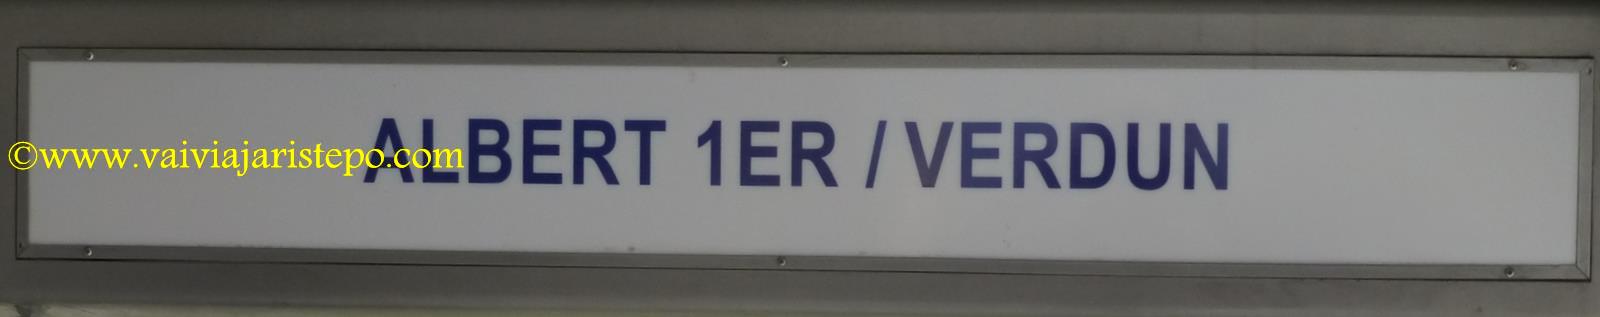 ALBERT 1ER / VERDUN
©www.vaiviajaristepo.com